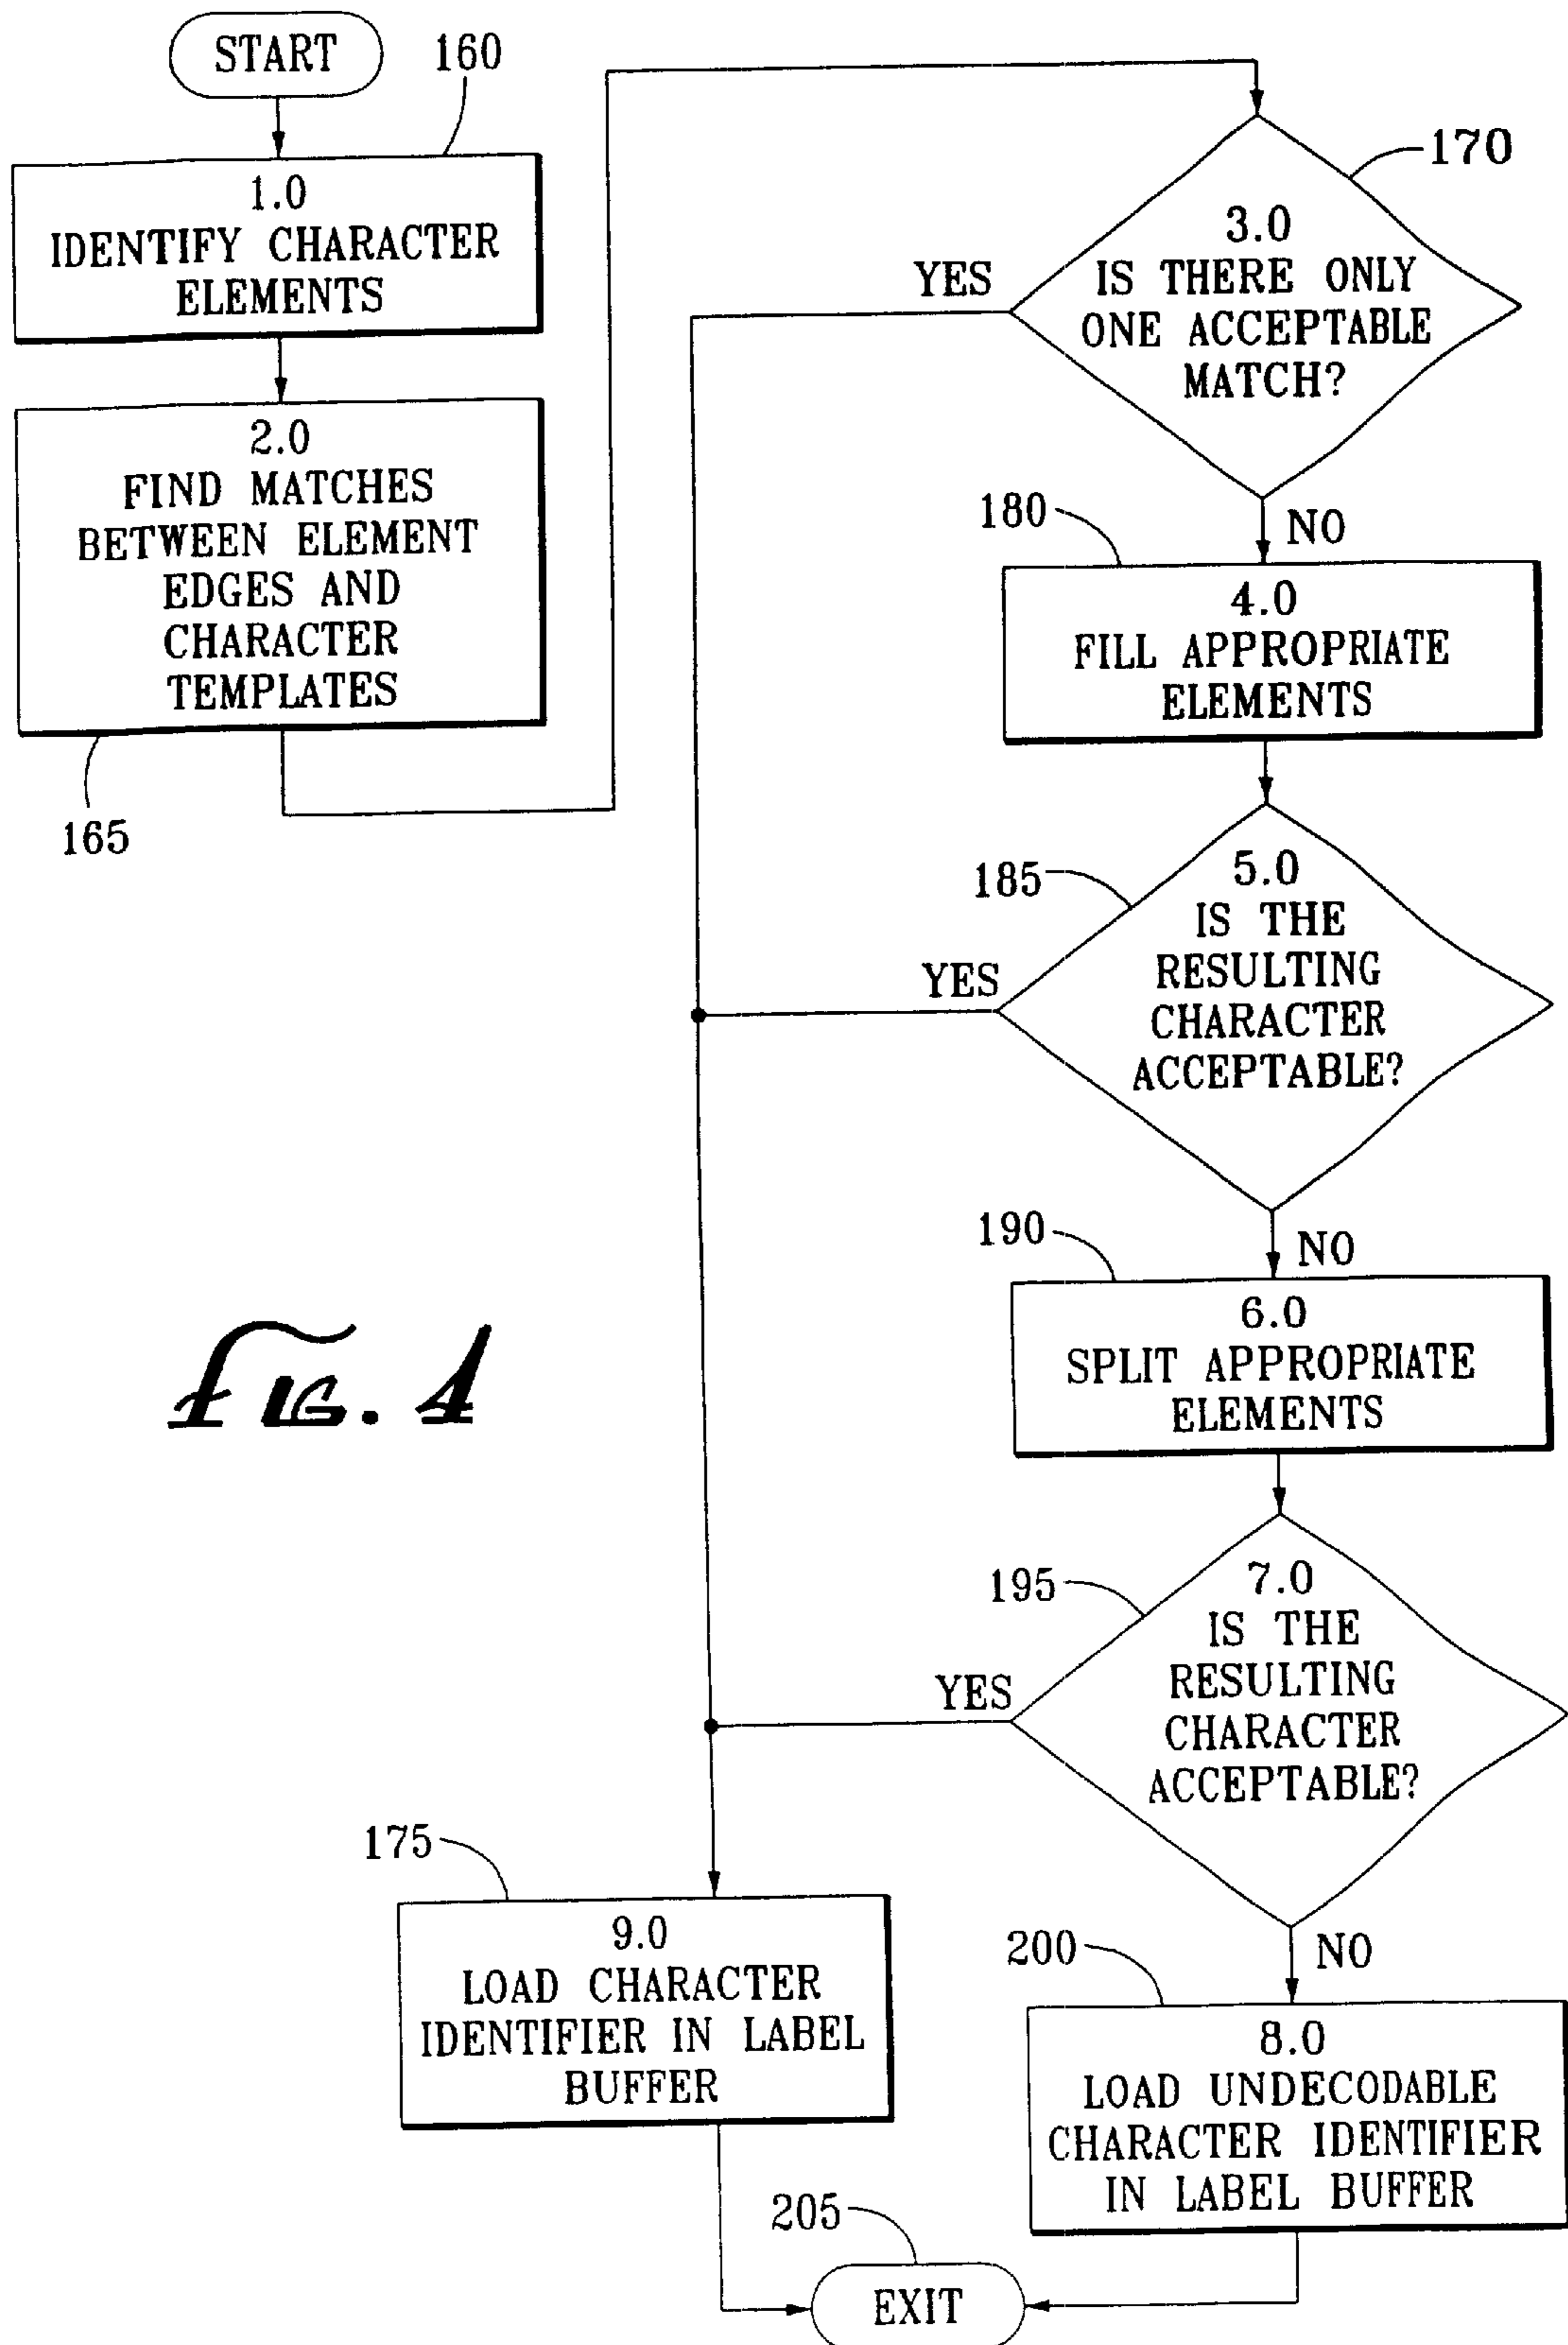 START
160
1.0
IDENTIFY CHARACTER
ELEMENTS
2.0
FIND MATCHES
BETWEEN ELEMENT
EDGES AND
CHARACTER
TEMPLATES
165
170
3.0
IS THERE ONLY
ONE ACCEPTABLE
MATCH?
YES
NO
180
4.0
FILL APPROPRIATE
ELEMENTS
185
5.0
IS THE
RESULTING
CHARACTER
ACCEPTABLE?
YES
NO
190
6.0
SPLIT APPROPRIATE
ELEMENTS
195
7.0
IS THE
RESULTING
CHARACTER
ACCEPTABLE?
YES
NO
175
9.0
LOAD CHARACTER
IDENTIFIER IN LABEL
BUFFER
200
8.0
LOAD UNDECODABLE
CHARACTER IDENTIFIER
IN LABEL BUFFER
205
EXIT
FIG. 4